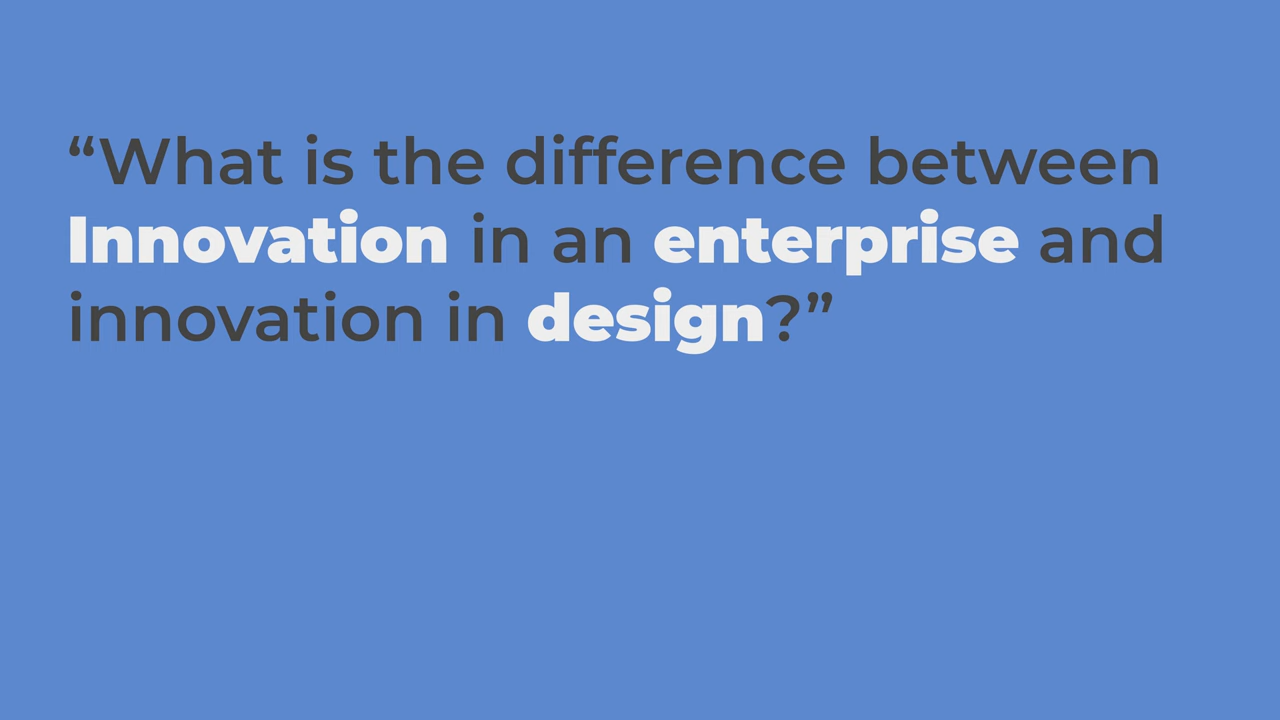 “What is the difference between
Innovation in an enterprise and
innovation in design?”